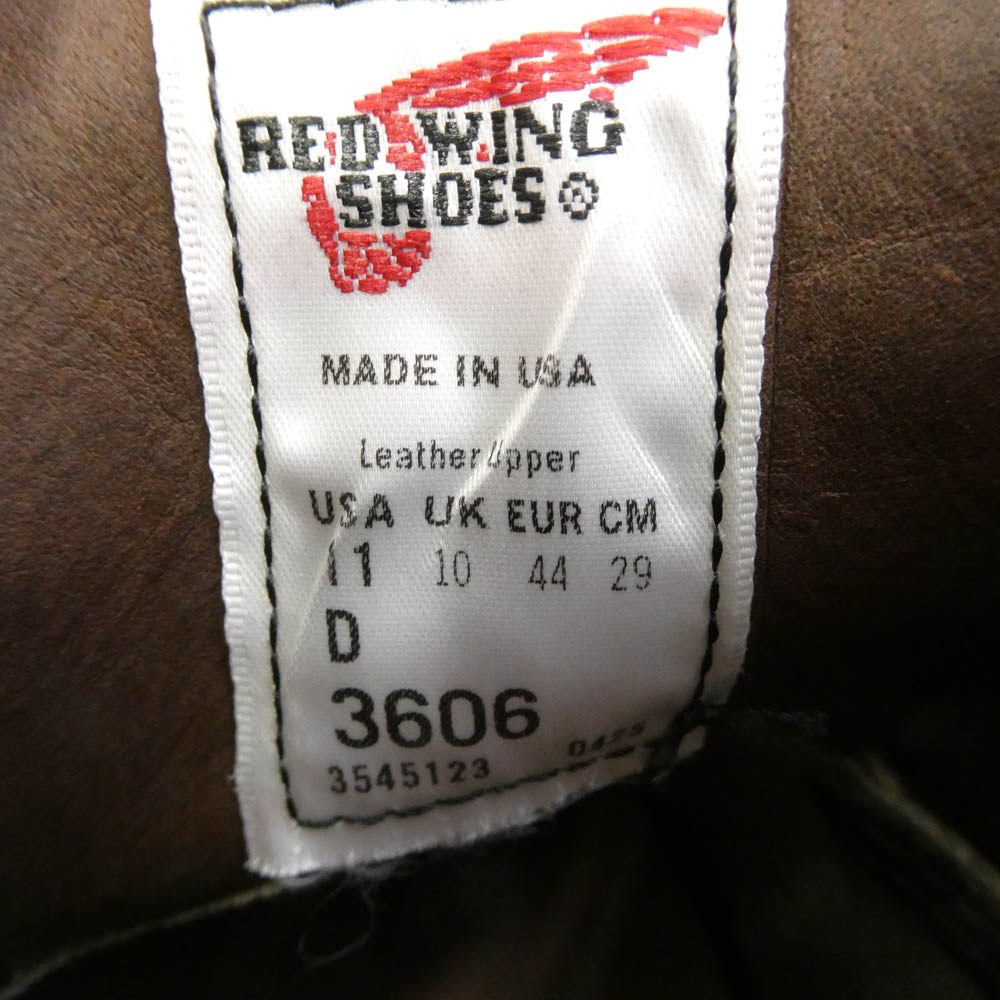 RED WING
SHOES®
MADE IN USA
Leather Upper
USA UK EUR CM
11 10 44 29
D
3606
3545123 0425